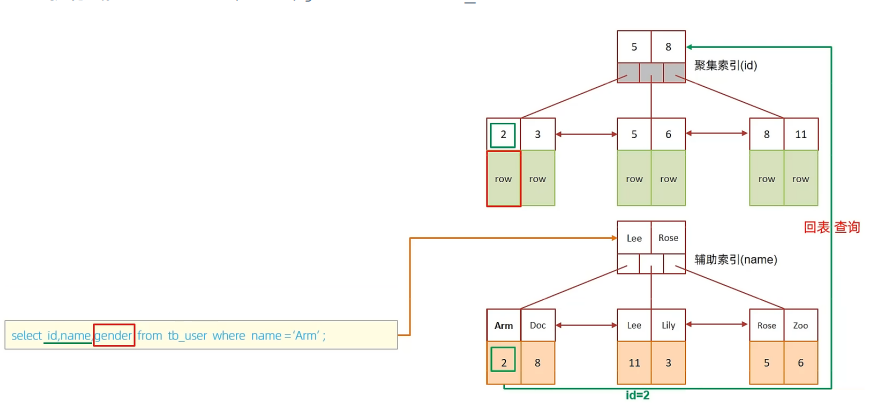 5 8
聚集索引(id)
2 3 5 6 8 11
row row row row row row
回表 查询
Lee Rose
辅助索引(name)
select id,name,gender from tb_user where name = 'Arm' ;
Arm Doc Lee Lily Rose Zoo
2 8 11 3 5 6
id=2